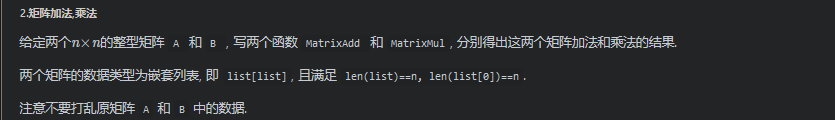 2.矩阵加法,乘法
给定两个n×n的整型矩阵 A 和 B ,写两个函数 MatrixAdd 和 MatrixMul ,分别得出这两个矩阵加法和乘法的结果.
两个矩阵的数据类型为嵌套列表,即 list[list] ,且满足 len(list)==n, len(list[0])==n .
注意不要打乱原矩阵 A 和 B 中的数据.